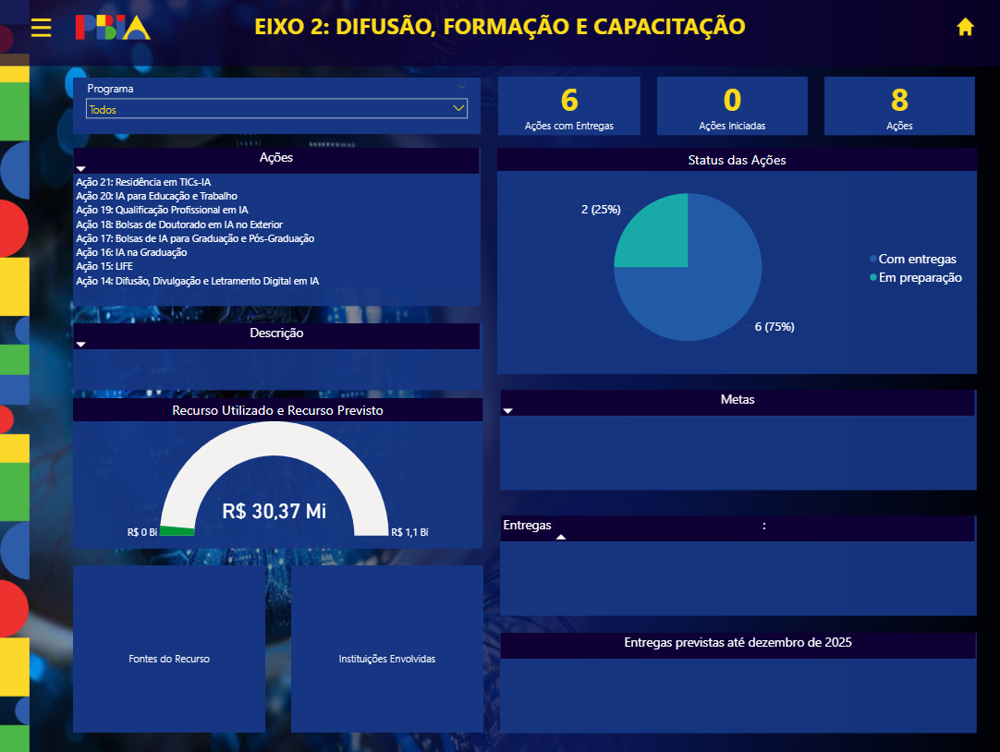 PBIA
EIXO 2: DIFUSÃO, FORMAÇÃO E CAPACITAÇÃO
Programa
Todos
6
Ações com Entregas
0
Ações Iniciadas
8
Ações
Ações
Ação 21: Residência em TICs-IA
Ação 20: IA para Educação e Trabalho
Ação 19: Qualificação Profissional em IA
Ação 18: Bolsas de Doutorado em IA no Exterior
Ação 17: Bolsas de IA para Graduação e Pós-Graduação
Ação 16: IA na Graduação
Ação 15: LIFE
Ação 14: Difusão, Divulgação e Letramento Digital em IA
Status das Ações
2 (25%)
6 (75%)
Com entregas
Em preparação
Descrição
Recurso Utilizado e Recurso Previsto
R$ 30,37 Mi
R$ 0 Bi
R$ 1,1 Bi
Metas
Entregas :
Fontes do Recurso
Instituições Envolvidas
Entregas previstas até dezembro de 2025